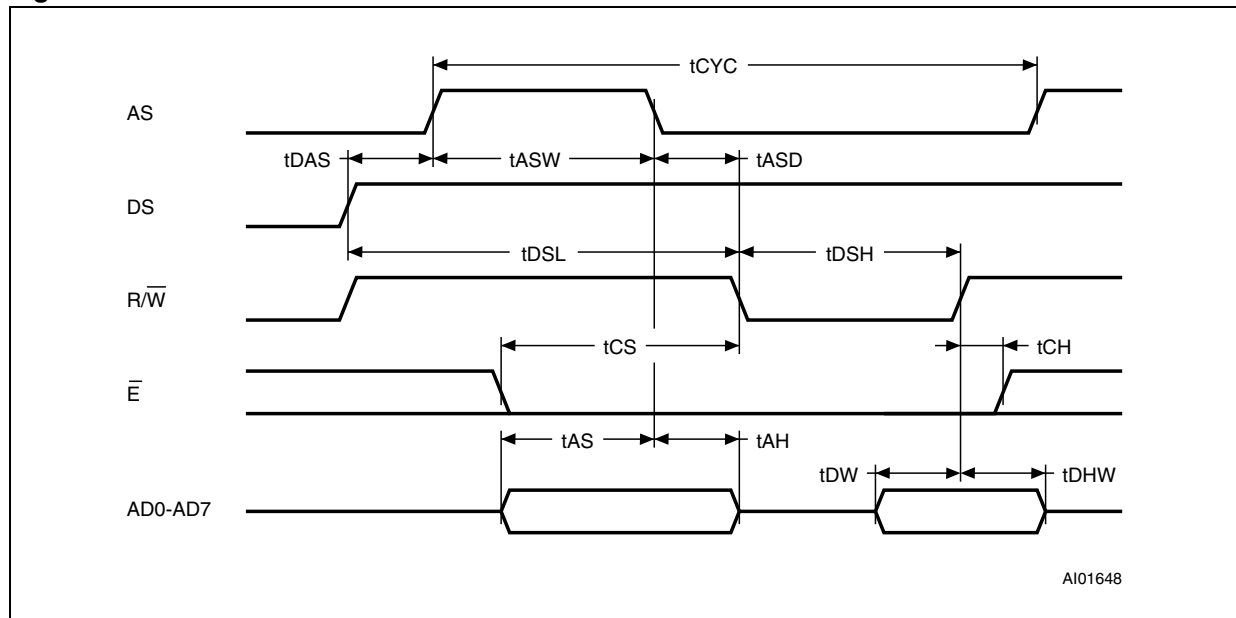 tCYC
AS
tDAS tASW tASD
DS
tDSL tDSH
R/W̅
tCS tCH
E̅
tAS tAH
tDW tDHW
AD0-AD7
AI01648